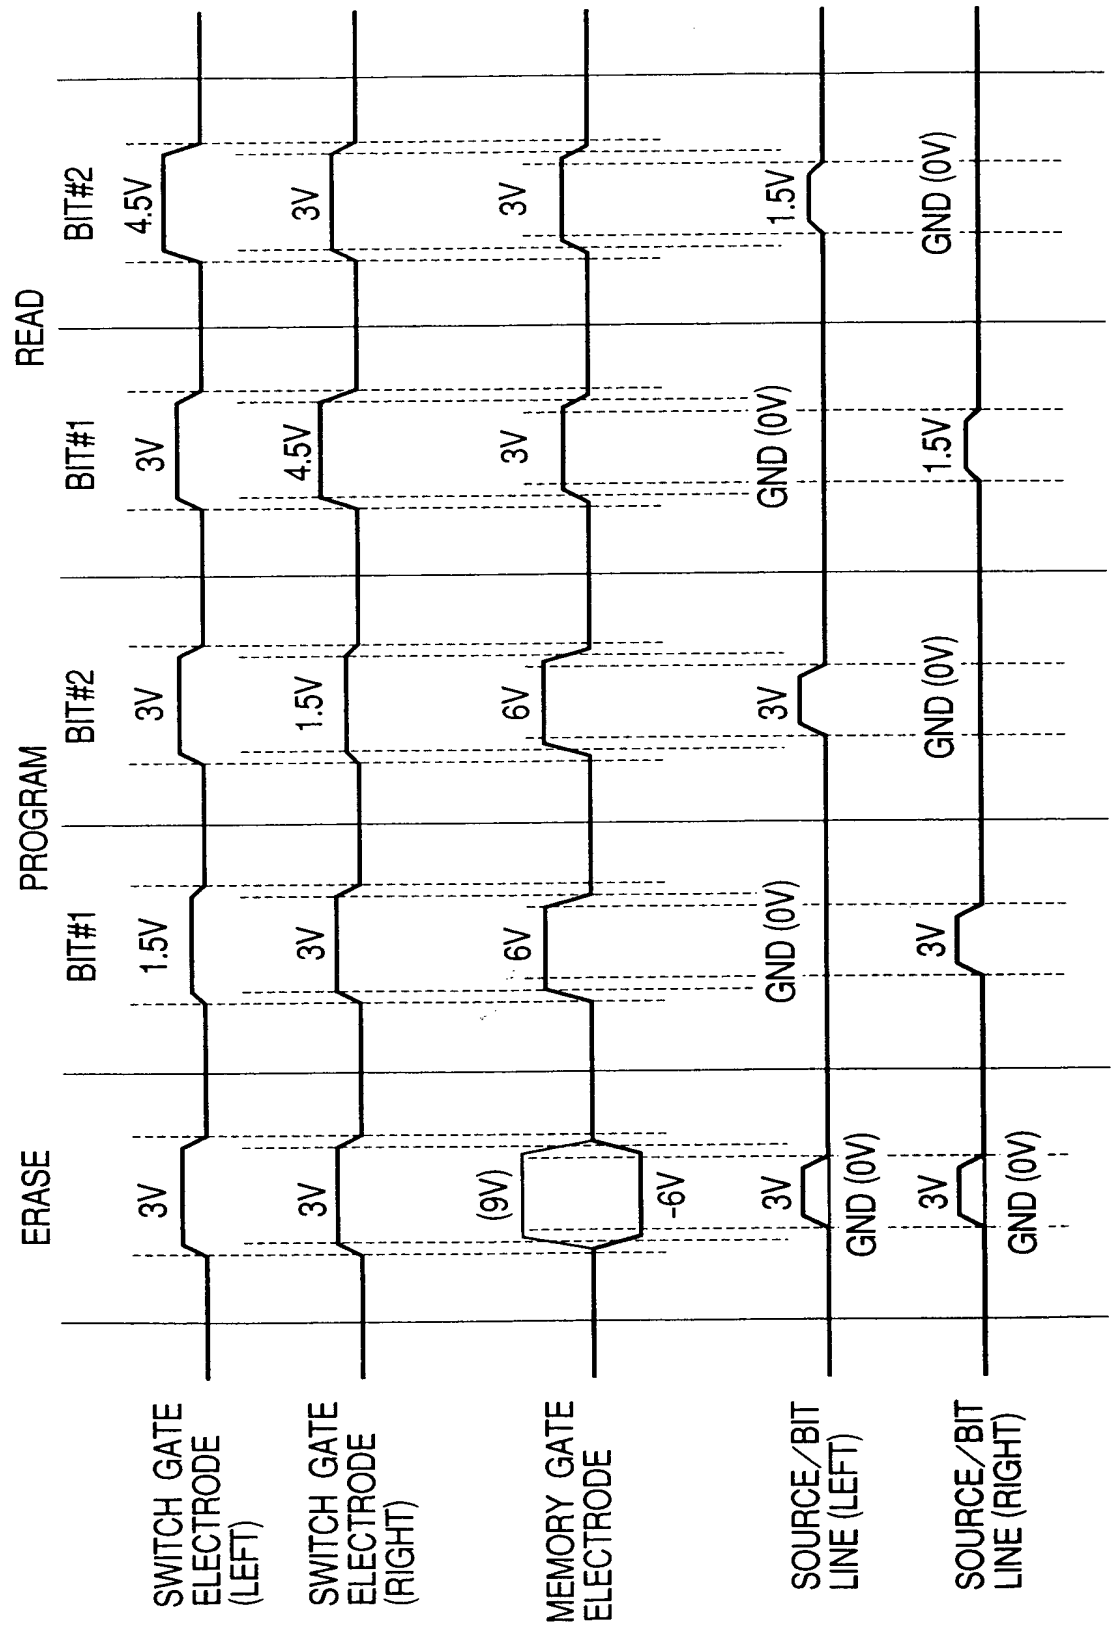 ERASE
PROGRAM
READ
BIT#1
BIT#2
BIT#1
BIT#2
SWITCH GATE
ELECTRODE
(LEFT)
3V
1.5V
3V
3V
4.5V
SWITCH GATE
ELECTRODE
(RIGHT)
3V
3V
1.5V
4.5V
3V
MEMORY GATE
ELECTRODE
(9V)
-6V
6V
6V
3V
3V
SOURCE/BIT
LINE (LEFT)
3V
GND (0V)
GND (0V)
3V
GND (0V)
1.5V
SOURCE/BIT
LINE (RIGHT)
3V
GND (0V)
3V
GND (0V)
1.5V
GND (0V)